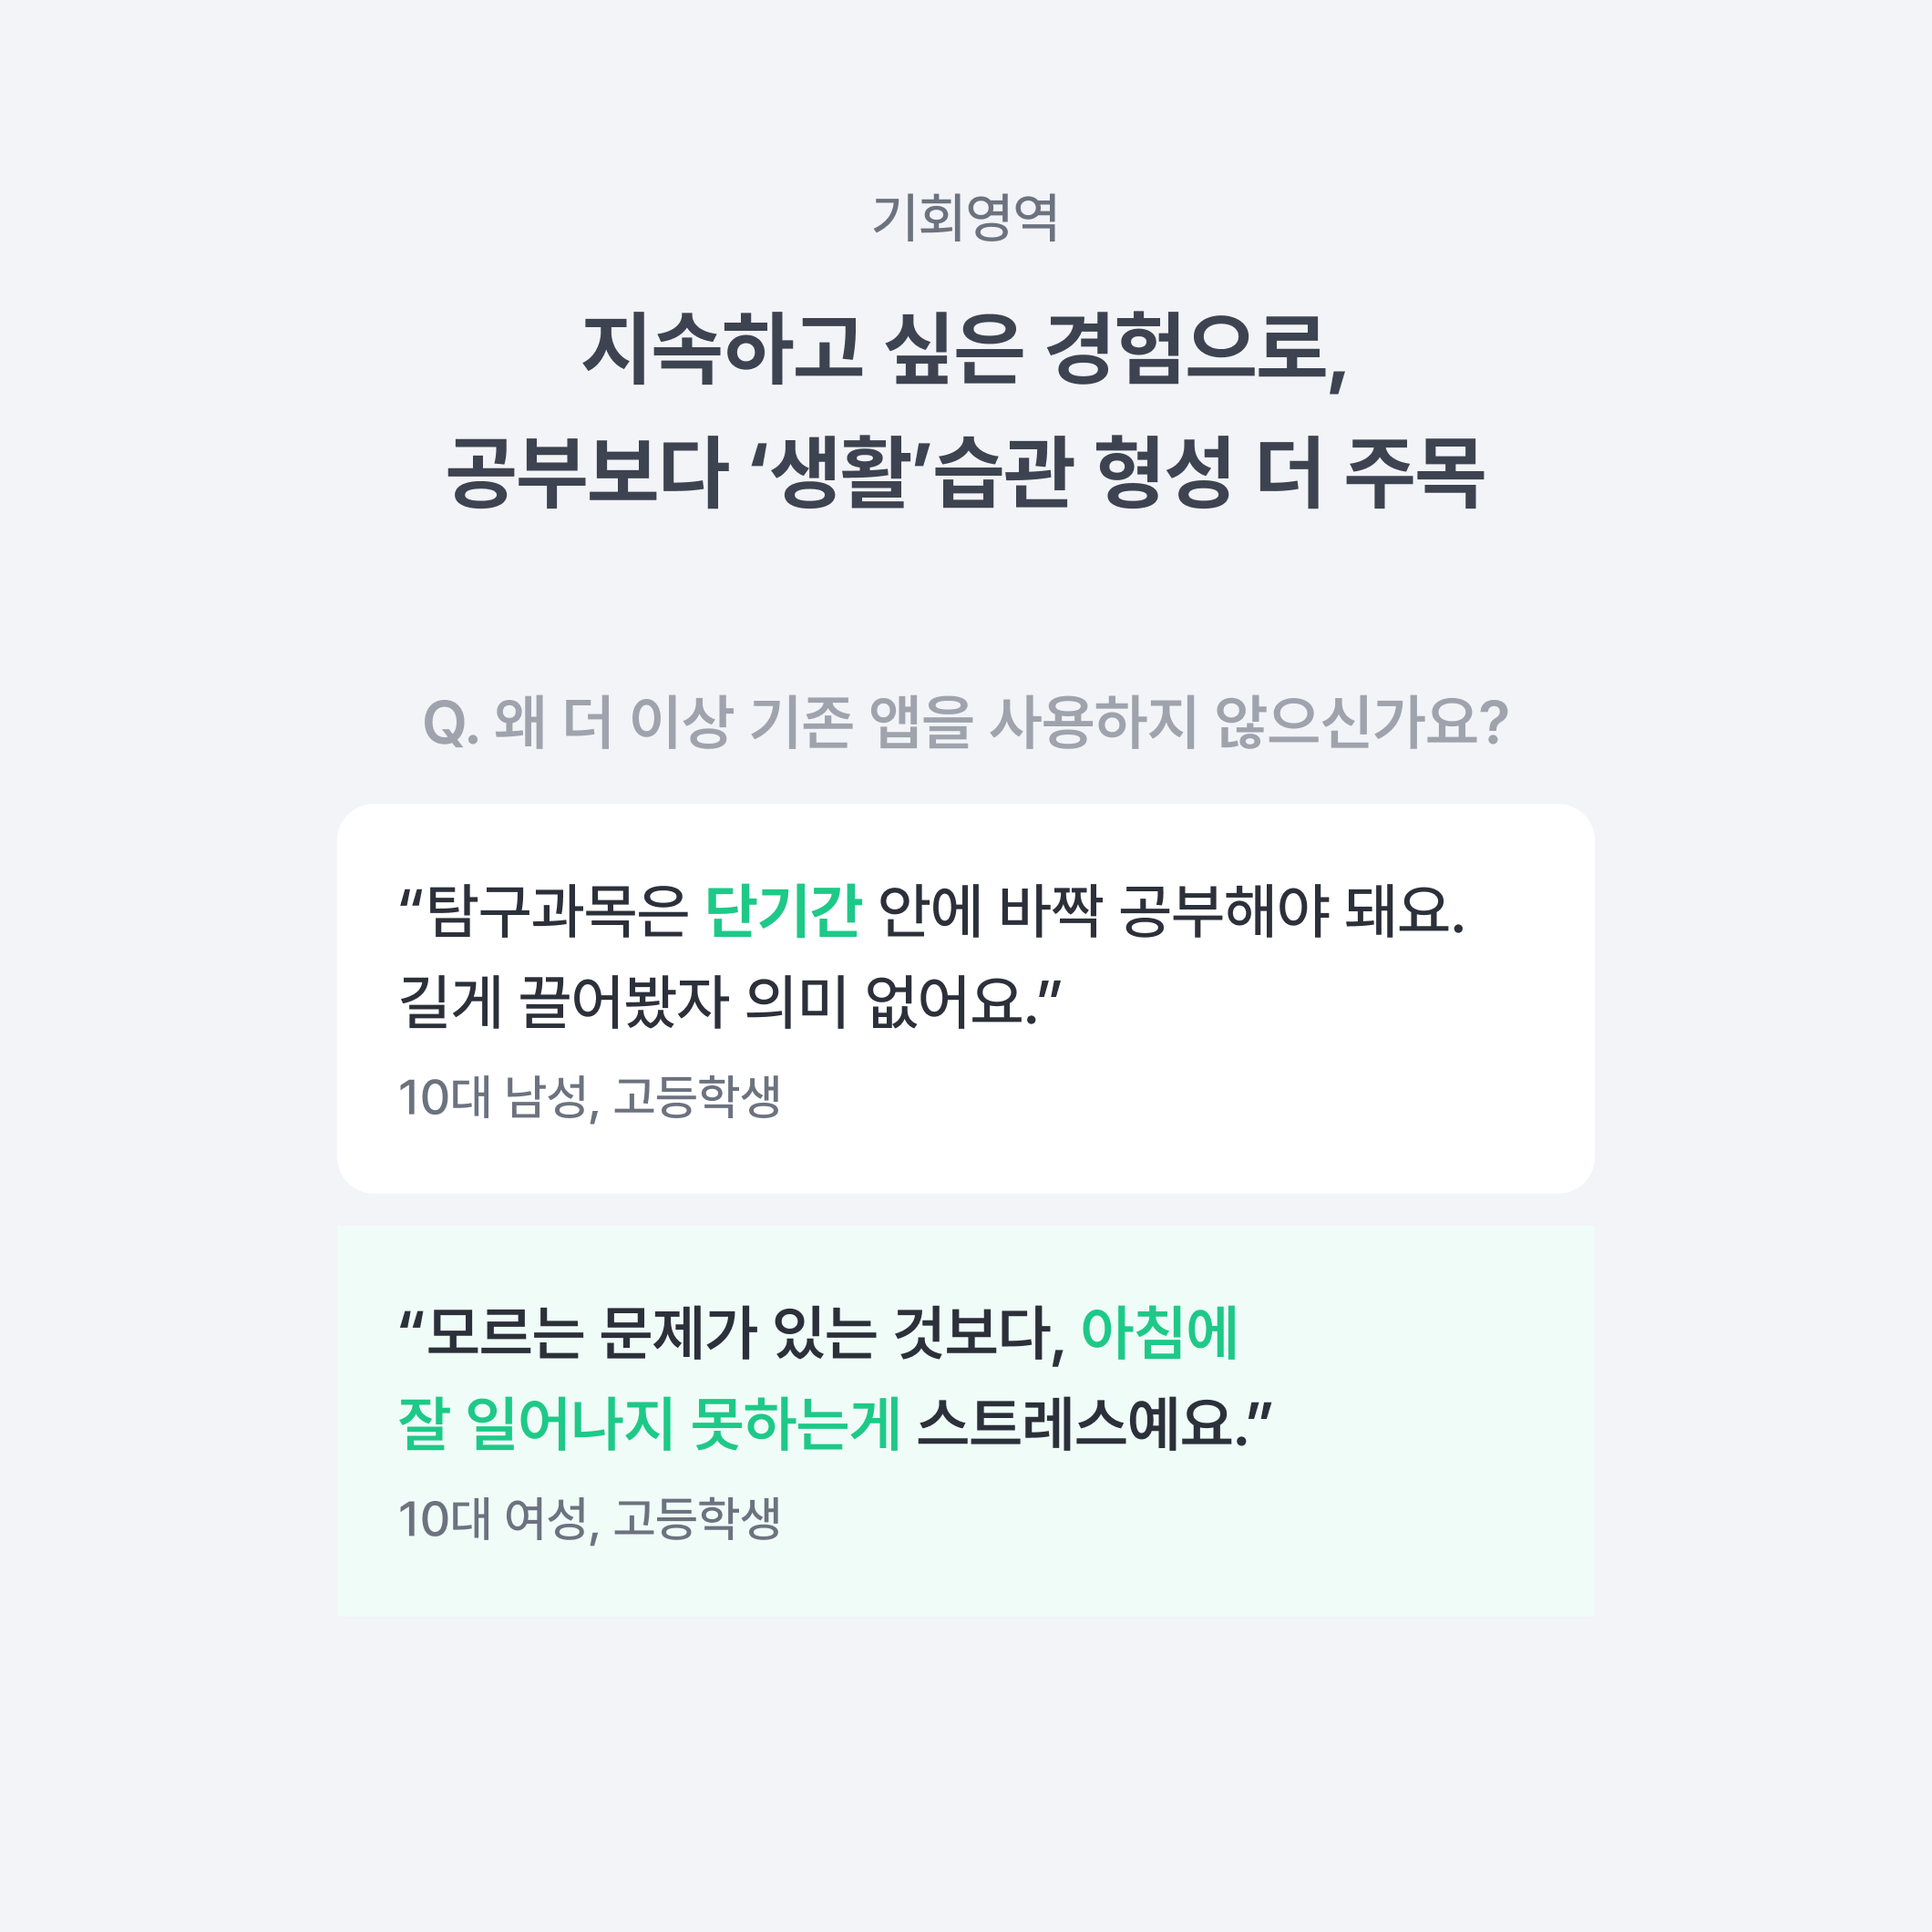 기회영역
지속하고 싶은 경험으로,
공부보다 ‘생활’습관 형성 더 주목
Q. 왜 더 이상 기존 앱을 사용하지 않으신가요?
“탐구과목은 단기간 안에 바짝 공부해야 돼요.
길게 끌어봤자 의미 없어요.”
10대 남성, 고등학생
“모르는 문제가 있는 것보다, 아침에
잘 일어나지 못하는게 스트레스예요.”
10대 여성, 고등학생